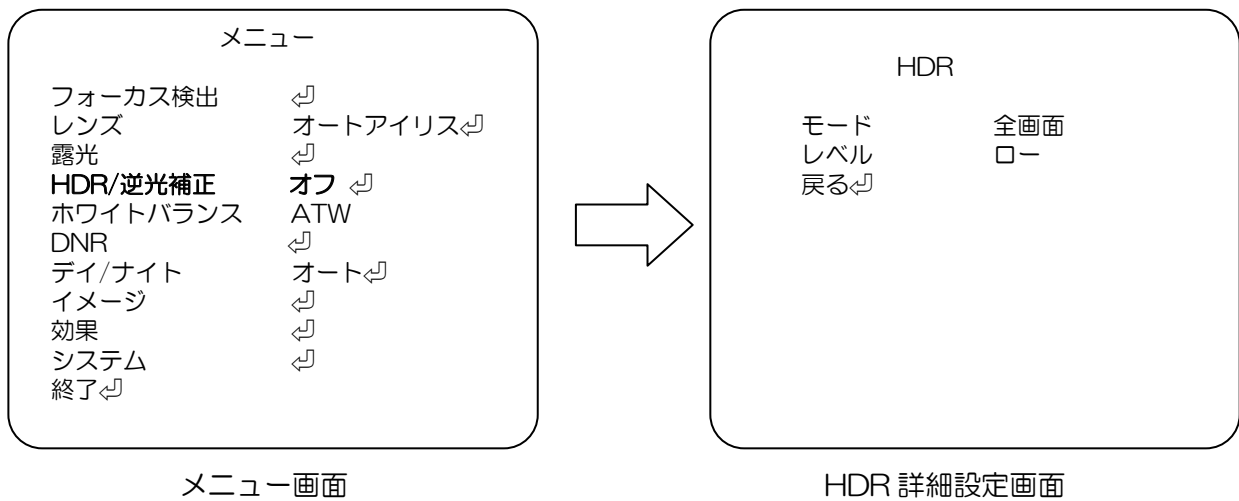 メニュー
フォーカス検出 ⏎
レンズ オートアイリス⏎
露光 ⏎
HDR/逆光補正 オフ ⏎
ホワイトバランス ATW
DNR ⏎
デイ/ナイト オート⏎
イメージ ⏎
効果 ⏎
システム ⏎
終了⏎
メニュー画面
HDR
モード 全画面
レベル ロー
戻る⏎
HDR 詳細設定画面